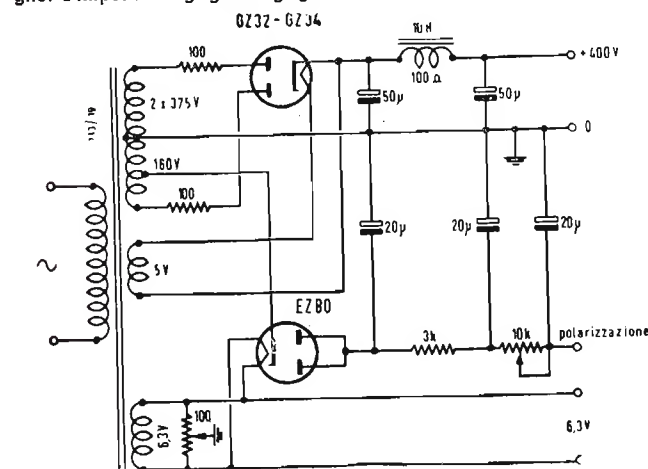 GZ32 - GZ34
10H
100
+400V
100 Ω
50µ
50µ
2 x 375V
0
160V
100
20µ
20µ
20µ
5V
EZ80
3k
10k
polarizzazione
100
6,3V
6,3V